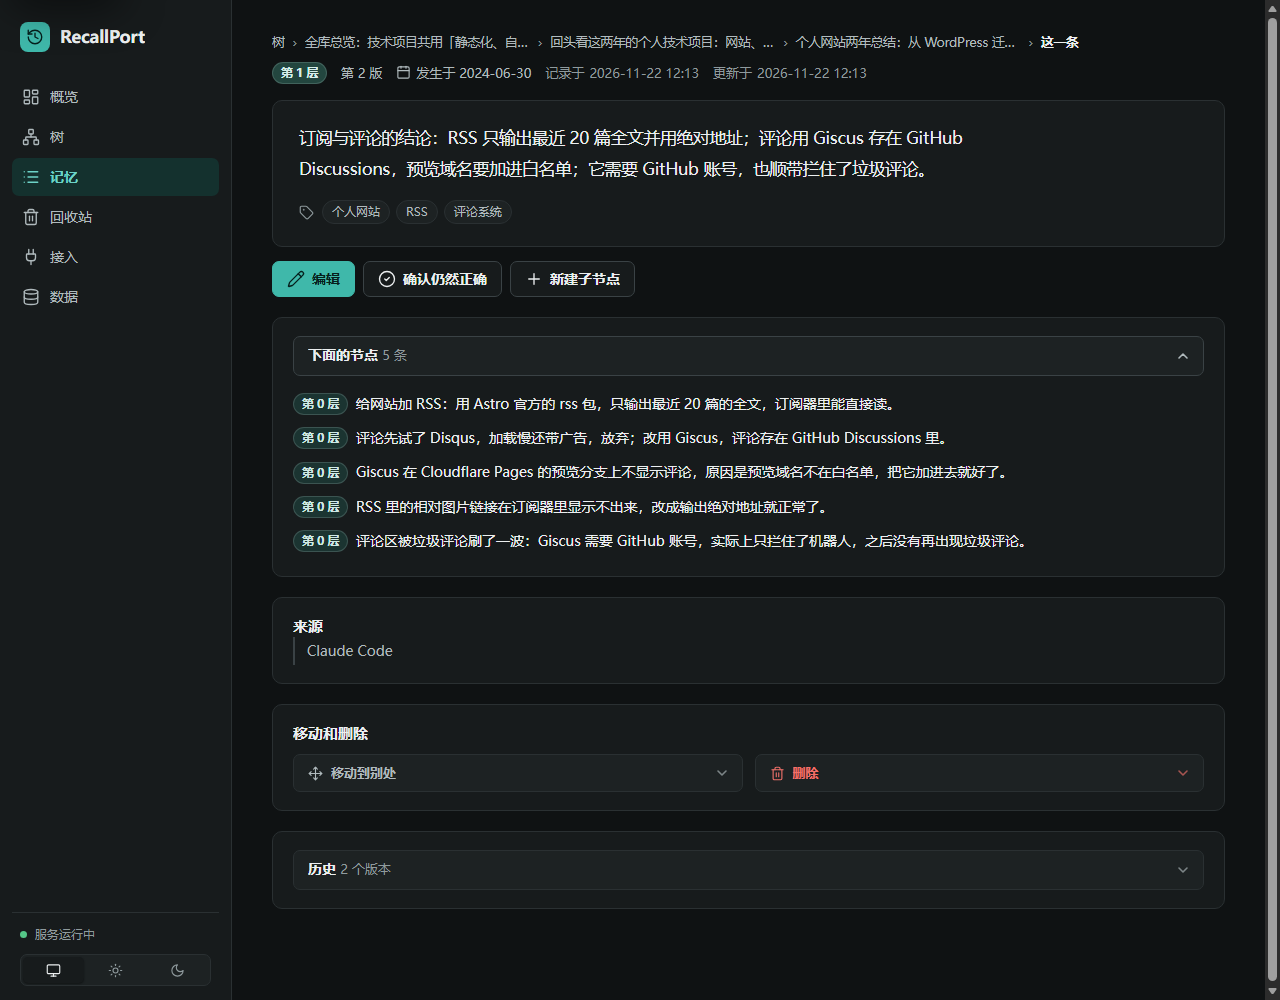 RecallPort
概览
树
记忆
回收站
接入
数据
服务运行中
树 › 全库总览：技术项目共用「静态化、自... › 回头看这两年的个人技术项目：网站、... › 个人网站两年总结：从 WordPress 迁... › 这一条
第 1 层 第 2 版 发生于 2024-06-30 记录于 2026-11-22 12:13 更新于 2026-11-22 12:13
订阅与评论的结论：RSS 只输出最近 20 篇全文并用绝对地址；评论用 Giscus 存在 GitHub
Discussions，预览域名要加进白名单；它需要 GitHub 账号，也顺带拦住了垃圾评论。
个人网站 RSS 评论系统
编辑 确认仍然正确 新建子节点
下面的节点 5 条
第 0 层 给网站加 RSS：用 Astro 官方的 rss 包，只输出最近 20 篇的全文，订阅器里能直接读。
第 0 层 评论先试了 Disqus，加载慢还带广告，放弃；改用 Giscus，评论存在 GitHub Discussions 里。
第 0 层 Giscus 在 Cloudflare Pages 的预览分支上不显示评论，原因是预览域名不在白名单，把它加进去就好了。
第 0 层 RSS 里的相对图片链接在订阅器里显示不出来，改成输出绝对地址就正常了。
第 0 层 评论区被垃圾评论刷了一波：Giscus 需要 GitHub 账号，实际上只拦住了机器人，之后没有再出现垃圾评论。
来源
Claude Code
移动和删除
移动到别处 删除
历史 2 个版本